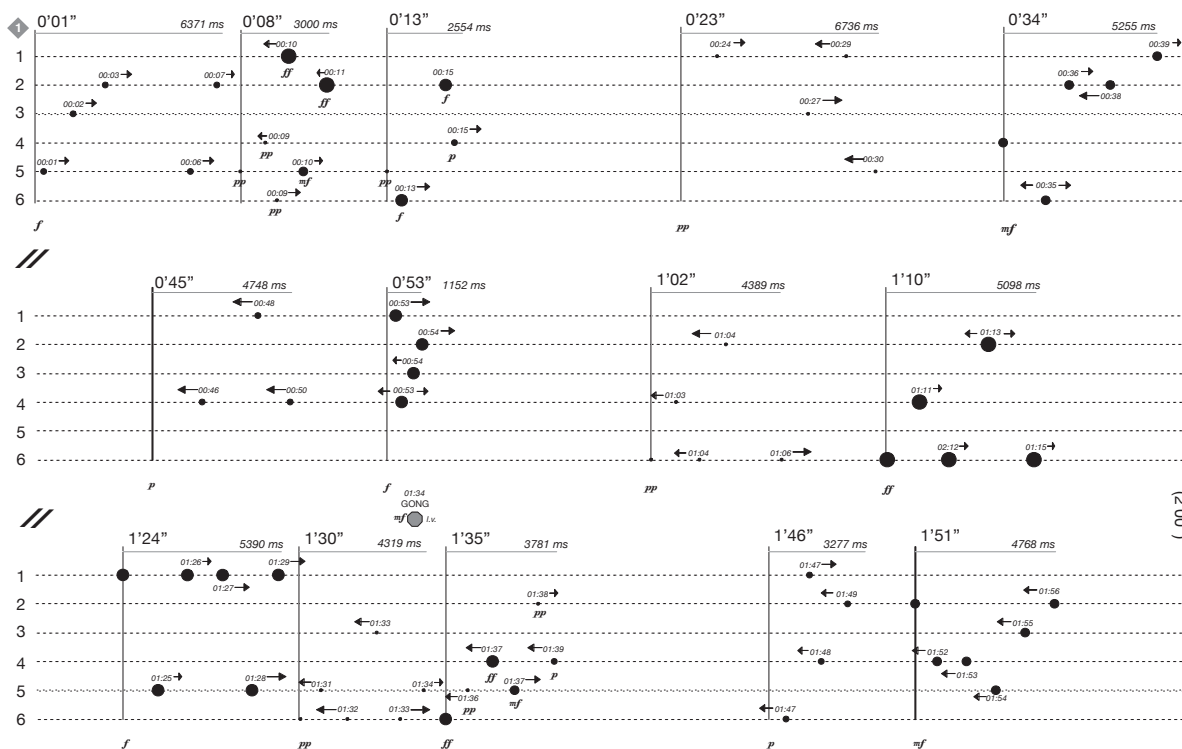 1 0’01” 6371 ms 0’08” 3000 ms 0’13” 2554 ms 0’23” 6736 ms 0’34” 5255 ms
00:10 00:24 00:29 00:39
1
ff
00:03 00:07 00:11 00:15 00:36
2
ff f 00:38
00:02 00:27
3
00:09 00:15
4
pp p
00:01 00:06 00:10 00:30
5
pp mf pp
00:09 00:13 00:35
6
pp f
f pp mf
0’45” 4748 ms 0’53” 1152 ms 1’02” 4389 ms 1’10” 5098 ms
00:48 00:53
1
00:54 01:04 01:13
2
00:54
3
00:46 00:50 00:53 01:03 01:11
4
5
01:04 01:06 02:12 01:15
6
p f pp ff
01:34
GONG
mf l.v.
1’24” 5390 ms 1’30” 4319 ms 1’35” 3781 ms 1’46” 3277 ms 1’51” 4768 ms
01:26 01:29 01:47
1
01:27
01:38 01:49 01:56
2
pp
01:33 01:55
3
01:37 01:39 01:48 01:52
4
ff p 01:53
01:25 01:28 01:31 01:34 01:37
5
01:36 pp mf 01:54
01:32 01:33 01:47
6
f pp ff p mf